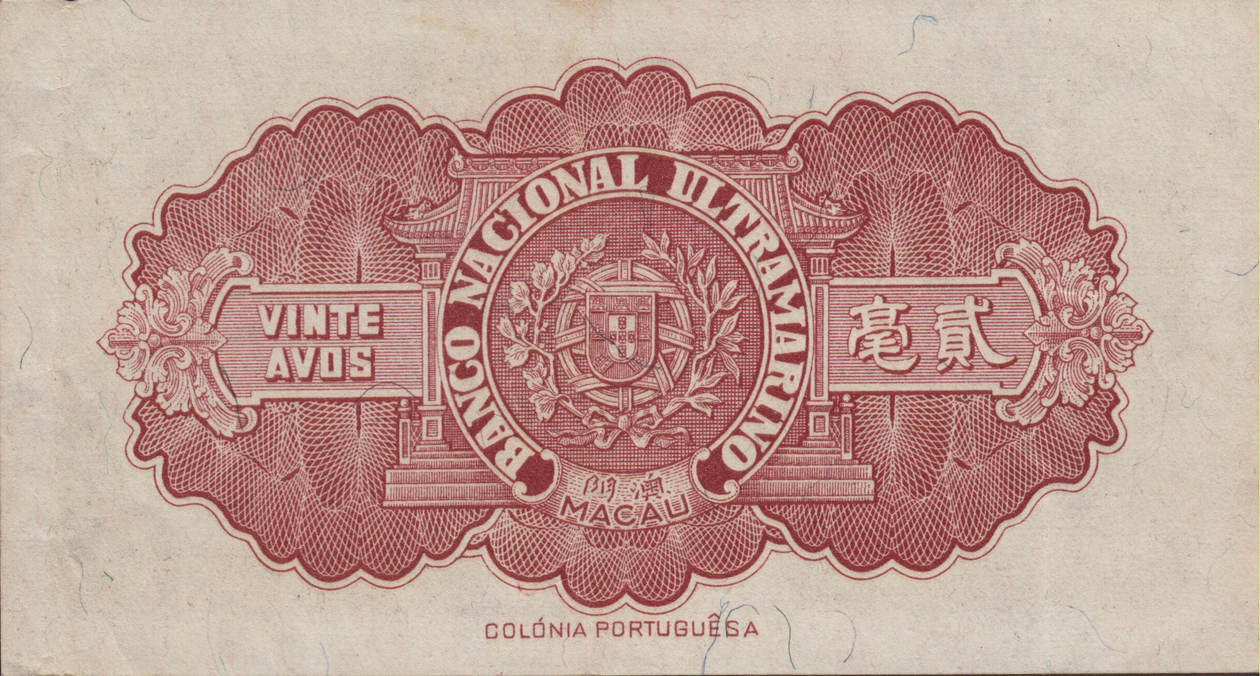 BANCO NACIONAL ULTRAMARINO
VINTE
AVOS
貳毫
澳門
MACAU
COLÓNIA PORTUGUÊSA